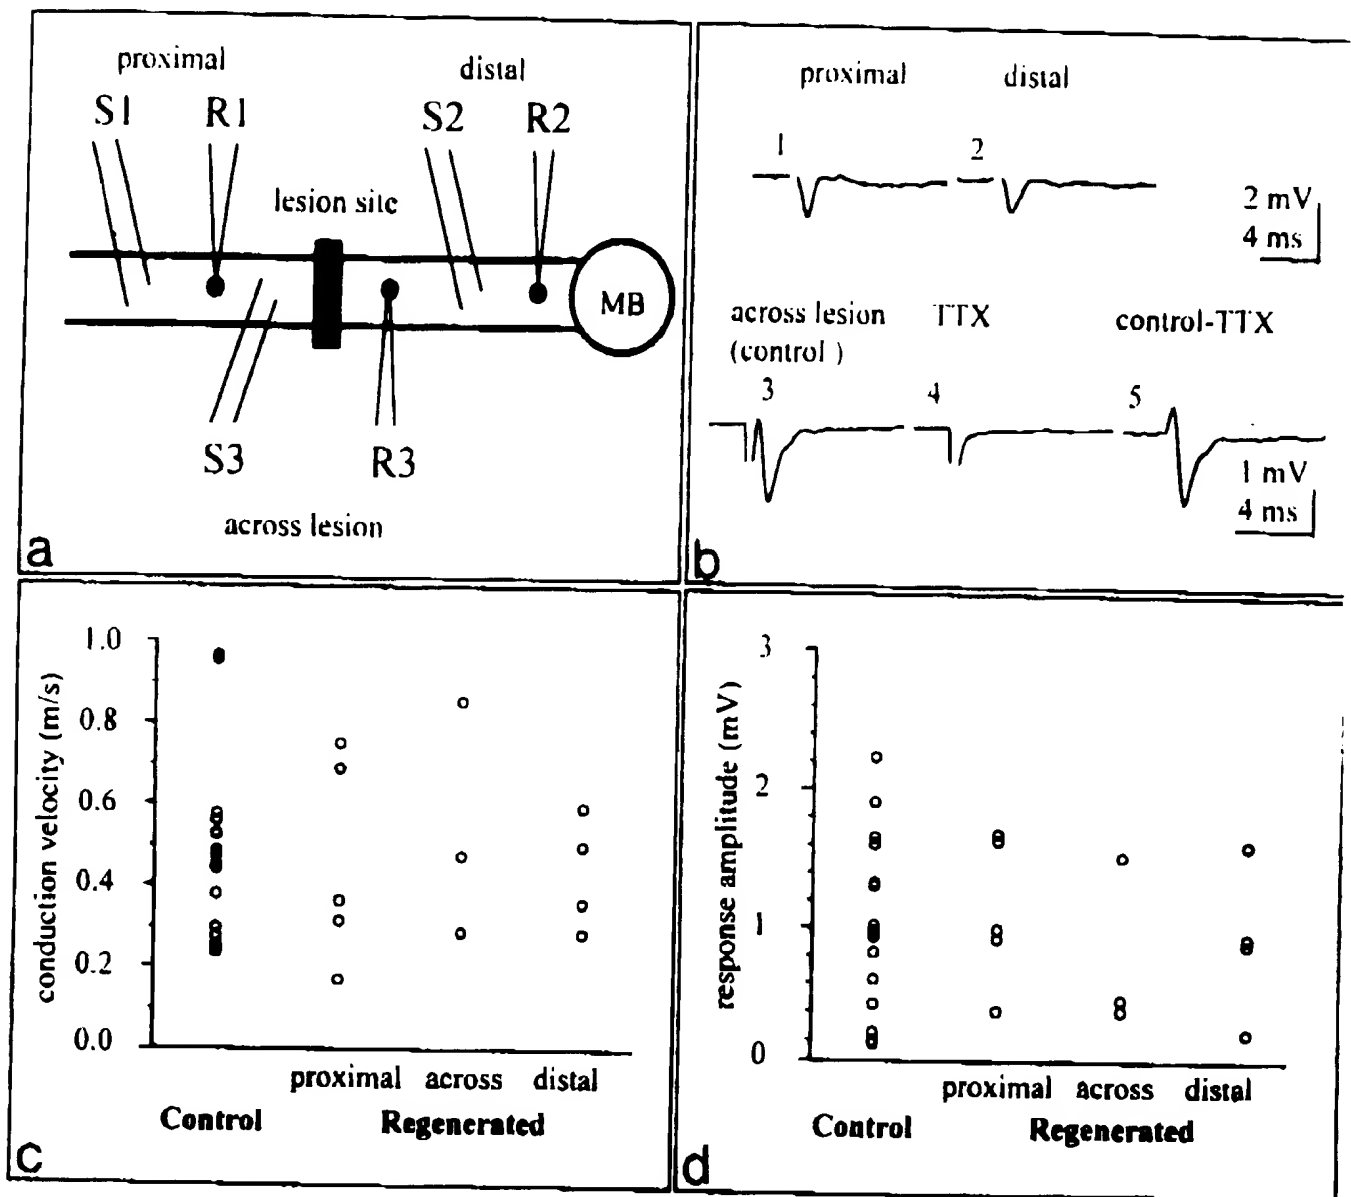 proximal
distal
S1 R1 S2 R2
lesion site
MB
S3 R3
across lesion
a
proximal distal
1 2
2 mV
4 ms
across lesion TTX control-TTX
(control )
3 4 5
1 mV
4 ms
b
conduction velocity (m/s)
1.0
0.8
0.6
0.4
0.2
0.0
proximal across distal
Control Regenerated
c
response amplitude (mV)
3
2
1
0
proximal across distal
Control Regenerated
d